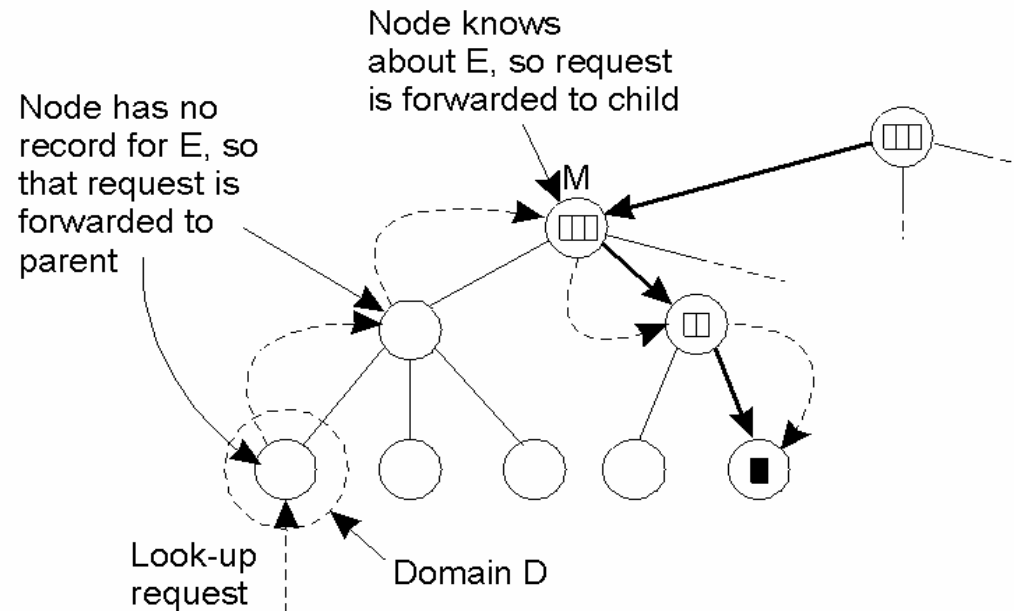 Node knows
about E, so request
is forwarded to child
Node has no
record for E, so
that request is
forwarded to
parent
M
Look-up
request
Domain D